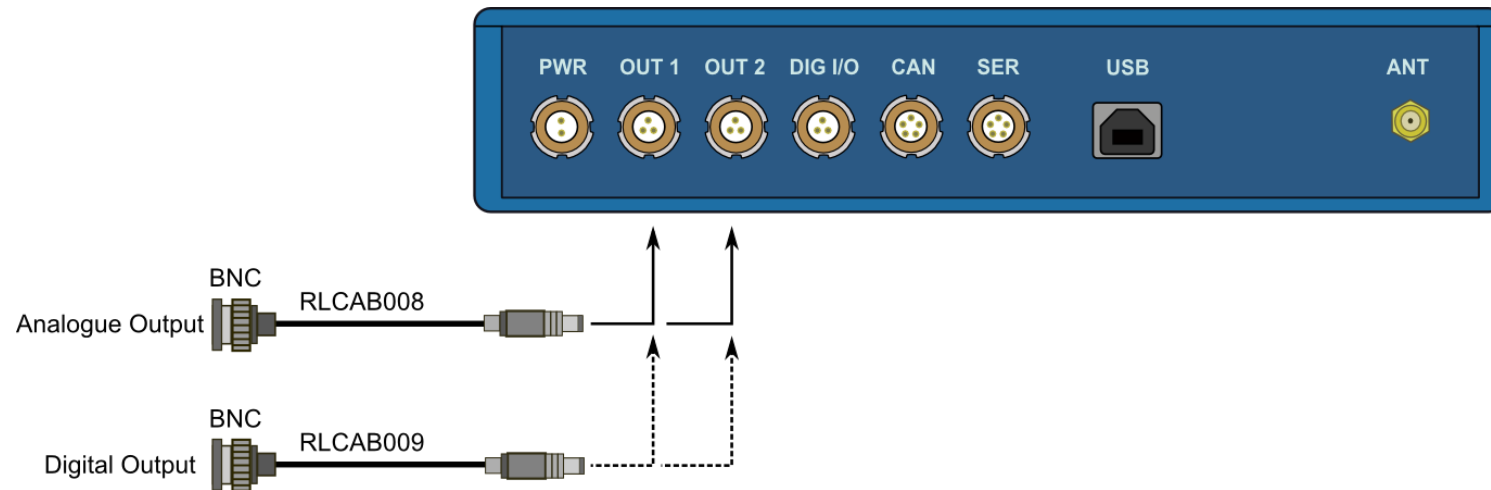 PWR OUT 1 OUT 2 DIG I/O CAN SER USB ANT
BNC
RLCAB008
Analogue Output
BNC
RLCAB009
Digital Output